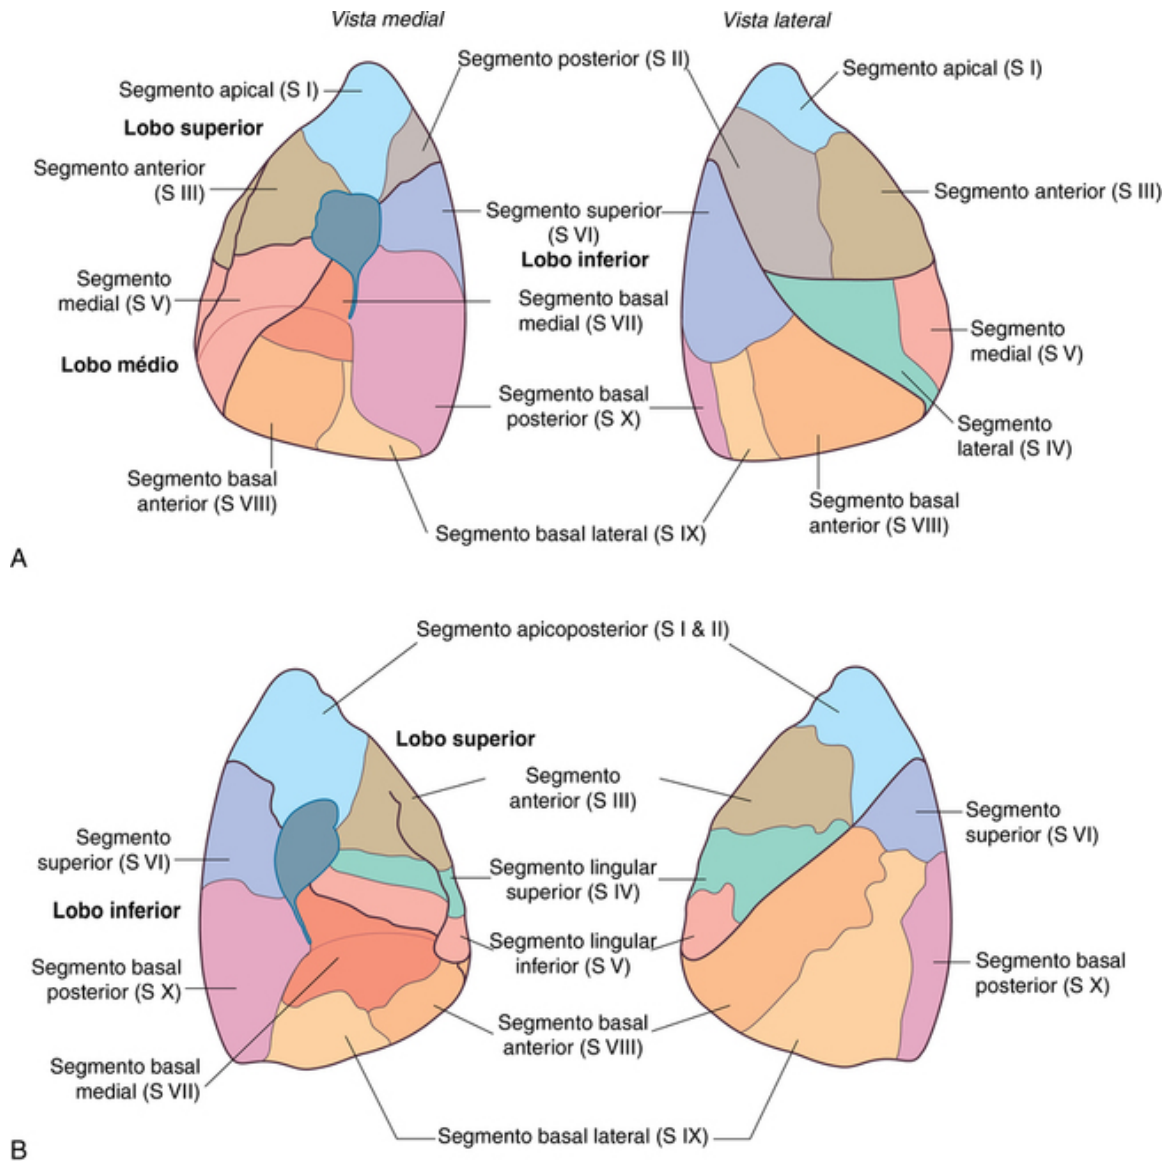 Vista medial
Vista lateral
Segmento posterior (S II)
Segmento apical (S I)
Segmento apical (S I)
Lobo superior
Segmento anterior
(S III)
Segmento anterior (S III)
Segmento superior
(S VI)
Lobo inferior
Segmento
medial (S V)
Segmento basal
medial (S VII)
Segmento
medial (S V)
Lobo médio
Segmento basal
posterior (S X)
Segmento
lateral (S IV)
Segmento basal
anterior (S VIII)
Segmento basal
anterior (S VIII)
Segmento basal lateral (S IX)
A
Segmento apicoposterior (S I & II)
Lobo superior
Segmento
anterior (S III)
Segmento
superior (S VI)
Segmento
superior (S VI)
Segmento lingular
superior (S IV)
Lobo inferior
Segmento lingular
inferior (S V)
Segmento basal
posterior (S X)
Segmento basal
posterior (S X)
Segmento basal
anterior (S VIII)
Segmento basal
medial (S VII)
Segmento basal lateral (S IX)
B